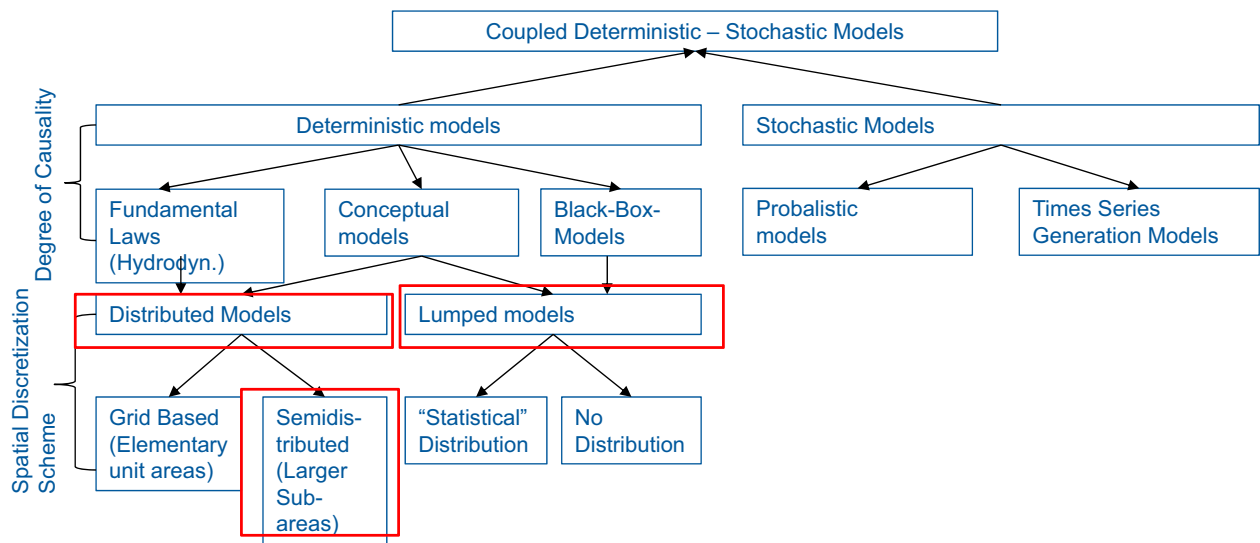 Coupled Deterministic – Stochastic Models
Degree of Causality
Deterministic models
Stochastic Models
Fundamental
Laws
(Hydrodyn.)
Conceptual
models
Black-Box-
Models
Probalistic
models
Times Series
Generation Models
Spatial Discretization
Scheme
Distributed Models
Lumped models
Grid Based
(Elementary
unit areas)
Semidis-
tributed
(Larger
Sub-
areas)
“Statistical”
Distribution
No
Distribution